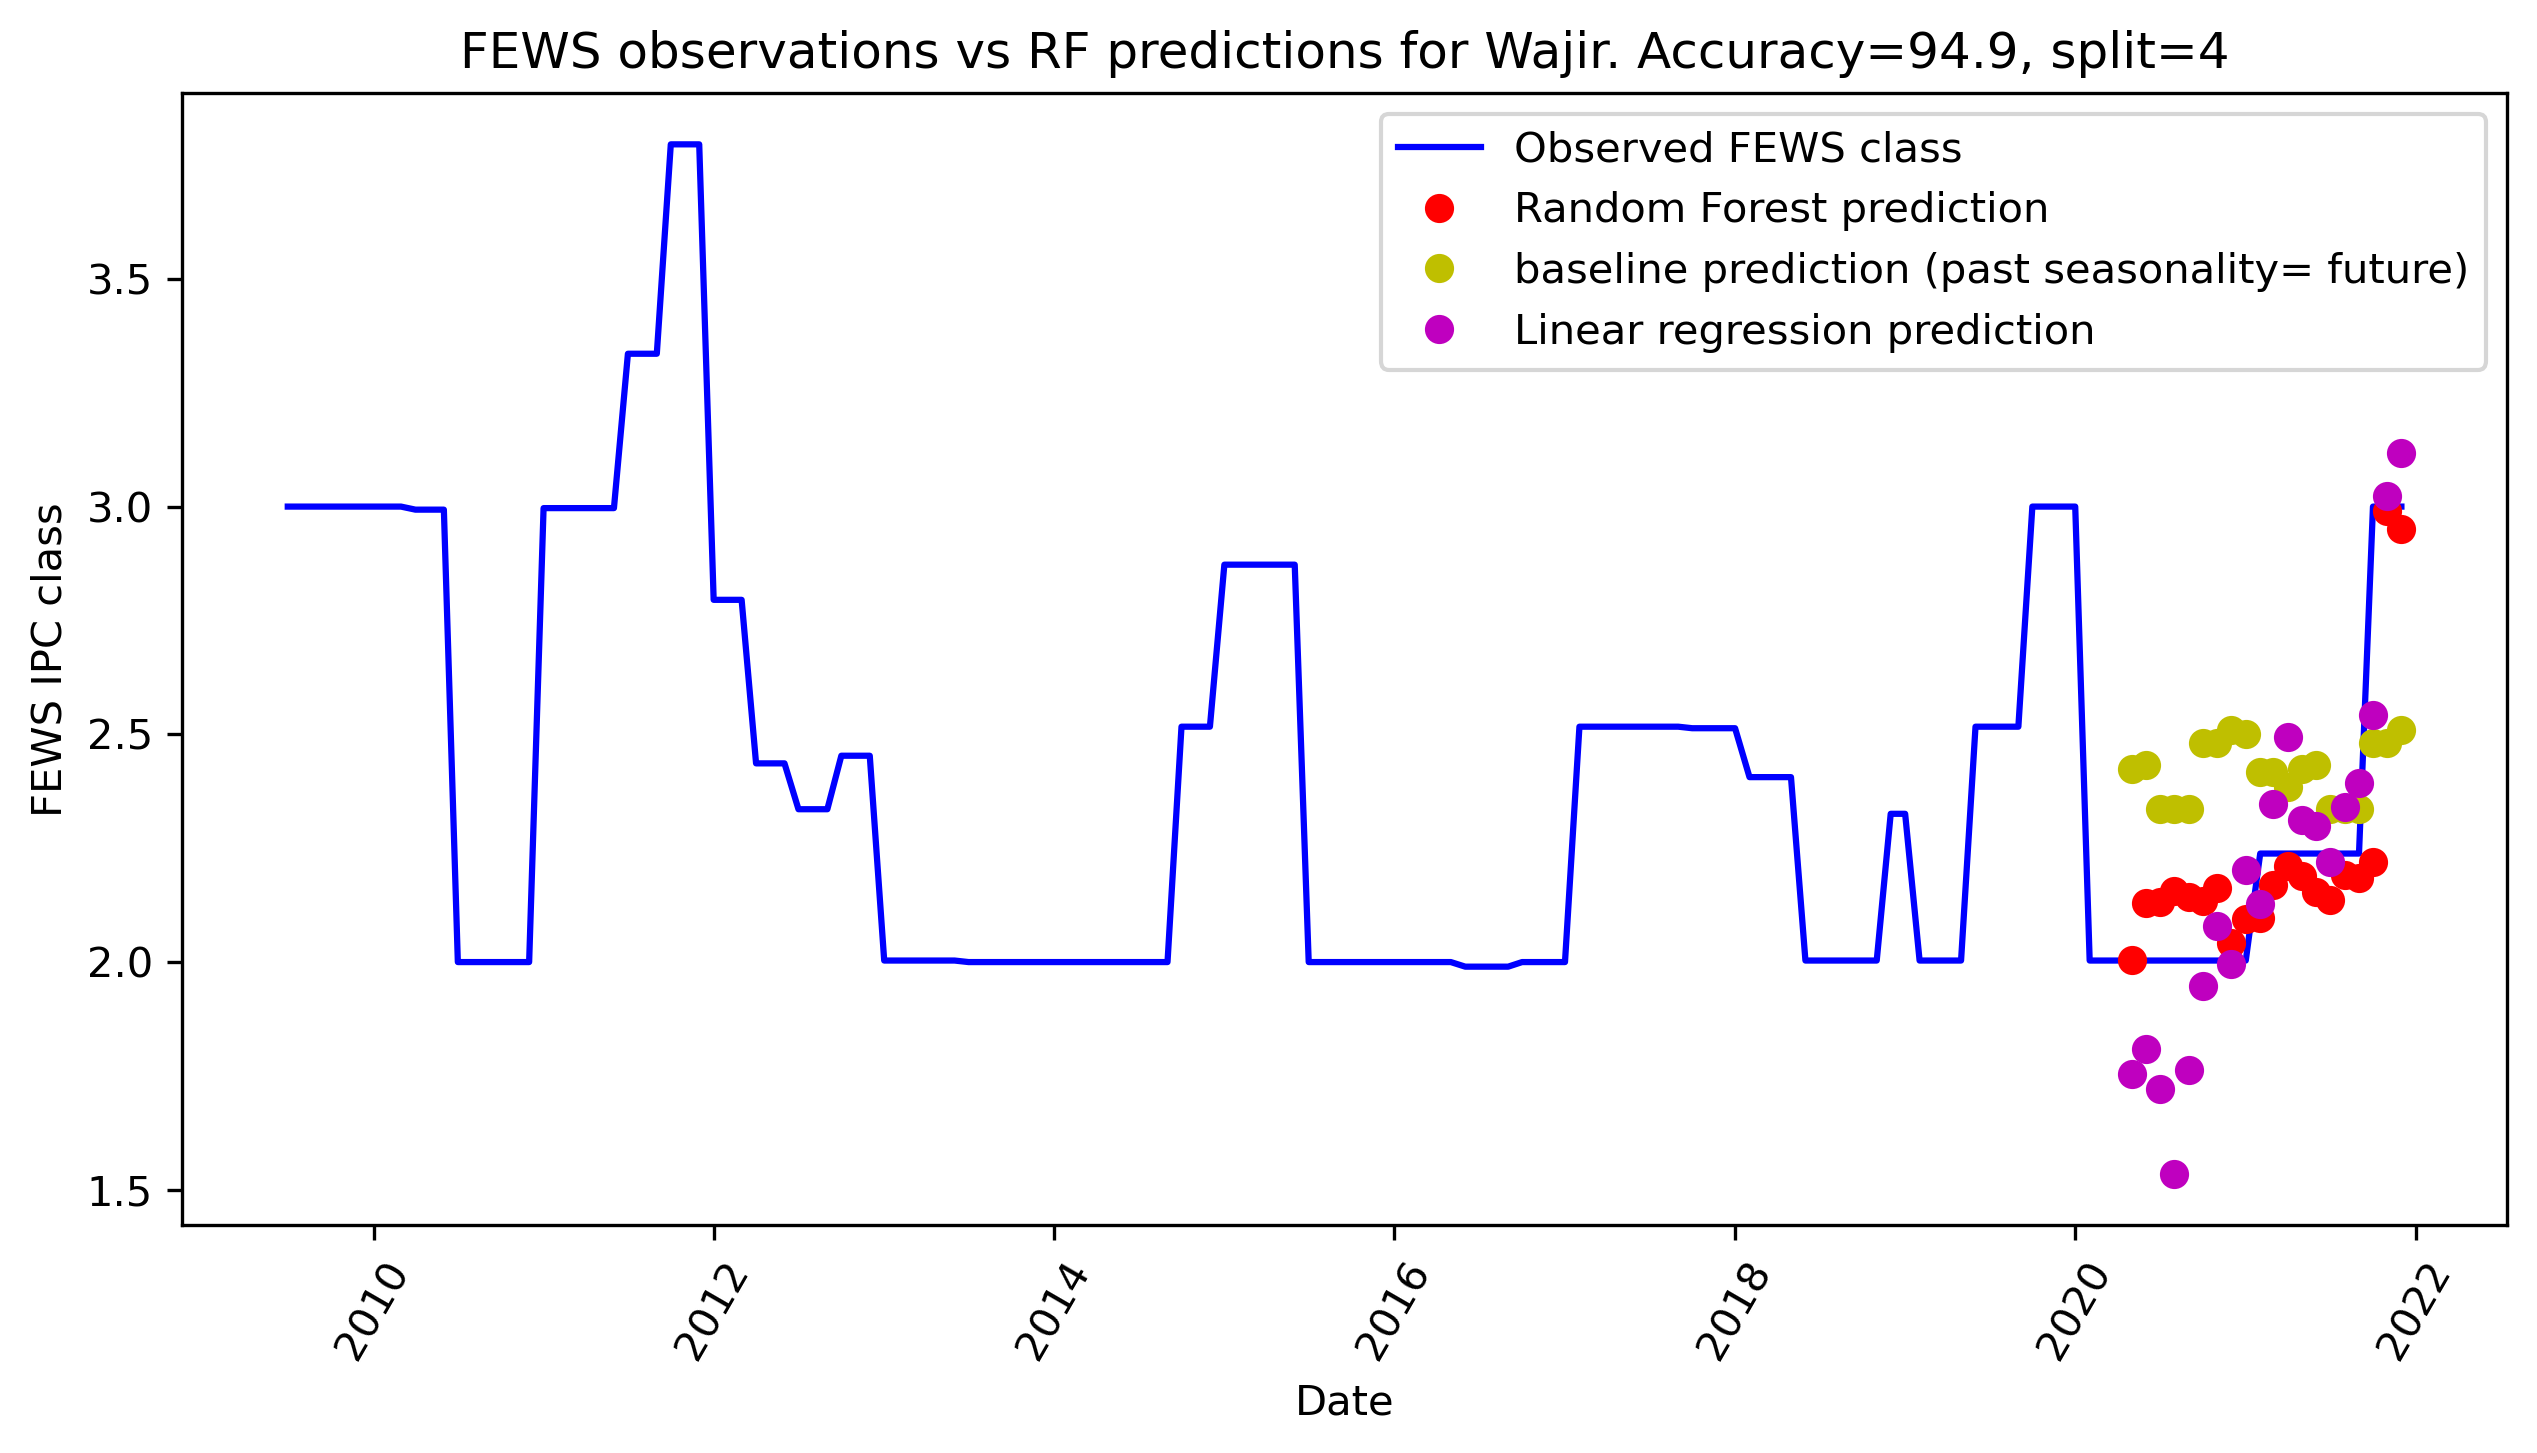 FEWS observations vs RF predictions for Wajir. Accuracy=94.9, split=4
Observed FEWS class
Random Forest prediction
baseline prediction (past seasonality= future)
Linear regression prediction
FEWS IPC class
3.5
3.0
2.5
2.0
1.5
2010
2012
2014
2016
2018
2020
2022
Date